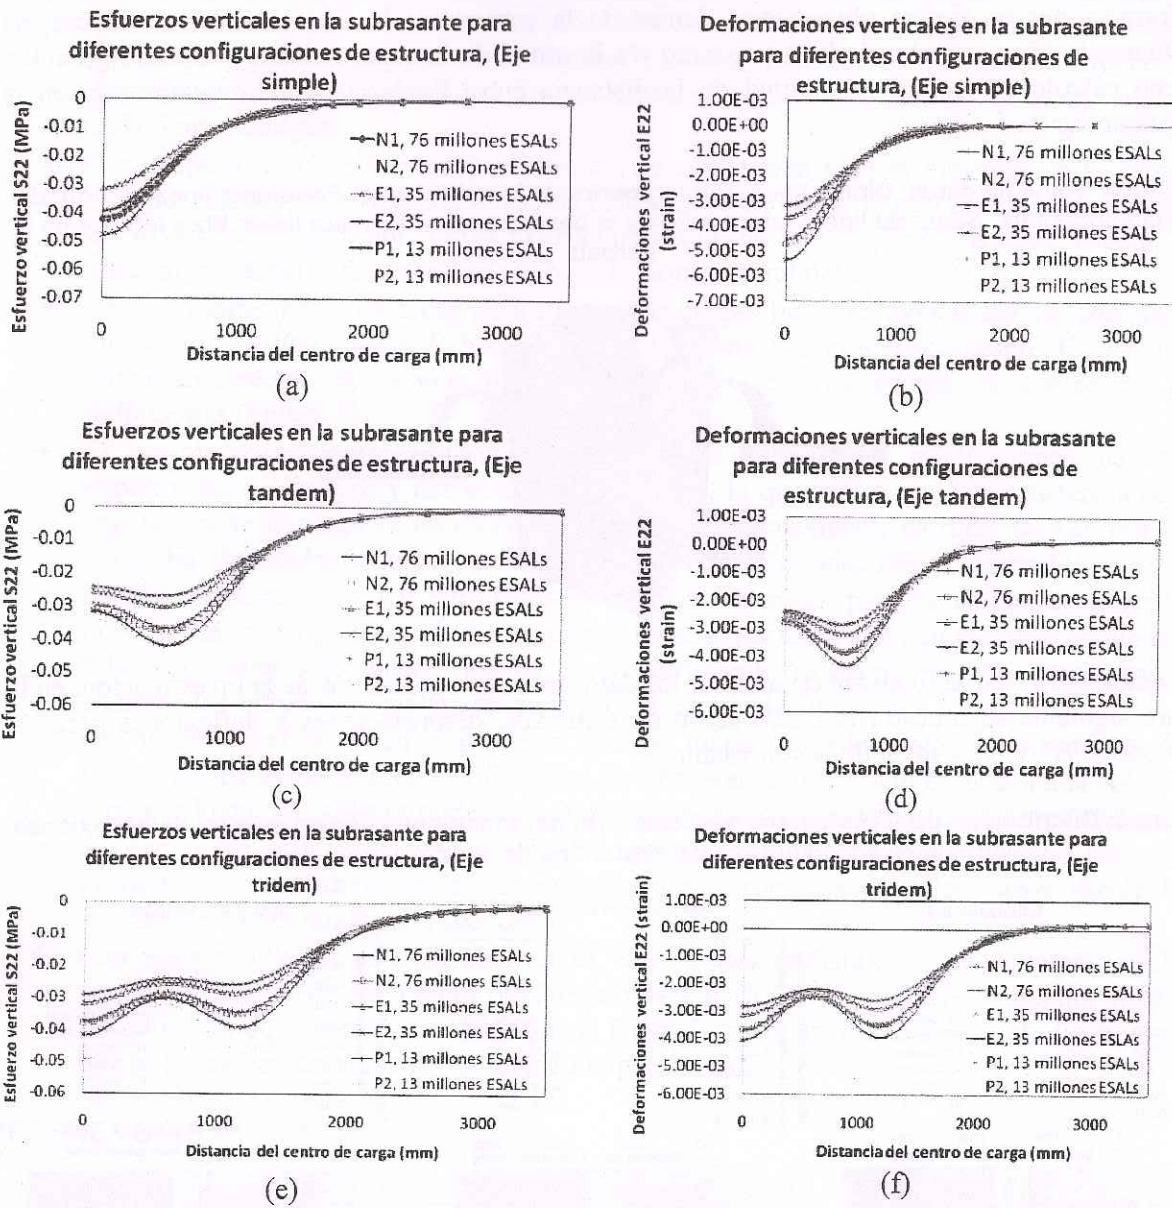 Esfuerzos verticales en la subrasante para
diferentes configuraciones de estructura, (Eje
simple)
Esfuerzo vertical S22 (MPa)
0
-0.01
-0.02
-0.03
-0.04
-0.05
-0.06
-0.07
N1, 76 millones ESALs
N2, 76 millones ESALs
E1, 35 millones ESALs
E2, 35 millones ESALs
P1, 13 millones ESALs
P2, 13 millones ESALs
0 1000 2000 3000
Distancia del centro de carga (mm)
(a)
Deformaciones verticales en la subrasante
para diferentes configuraciones de
estructura, (Eje simple)
Deformaciones vertical E22
(strain)
1.00E-03
0.00E+00
-1.00E-03
-2.00E-03
-3.00E-03
-4.00E-03
-5.00E-03
-6.00E-03
-7.00E-03
N1, 76 millones ESALs
N2, 76 millones ESALs
E1, 35 millones ESALs
E2, 35 millones ESALs
P1, 13 millones ESALs
P2, 13 millones ESALs
0 1000 2000 3000
Distancia del centro de carga (mm)
(b)
Esfuerzos verticales en la subrasante para
diferentes configuraciones de estructura, (Eje
tandem)
Esfuerzo vertical S22 (MPa)
0
-0.01
-0.02
-0.03
-0.04
-0.05
-0.06
N1, 76 millones ESALs
N2, 76 millones ESALs
E1, 35 millones ESALs
E2, 35 millones ESALs
P1, 13 millones ESALs
P2, 13 millones ESALs
0 1000 2000 3000
Distancia del centro de carga (mm)
(c)
Deformaciones verticales en la subrasante
para diferentes configuraciones de
estructura, (Eje tandem)
Deformaciones vertical E22
(strain)
1.00E-03
0.00E+00
-1.00E-03
-2.00E-03
-3.00E-03
-4.00E-03
-5.00E-03
-6.00E-03
N1, 76 millones ESALs
N2, 76 millones ESALs
E1, 35 millones ESALs
E2, 35 millones ESALs
P1, 13 millones ESALs
P2, 13 millones ESALs
0 1000 2000 3000
Distancia del centro de carga (mm)
(d)
Esfuerzos verticales en la subrasante para
diferentes configuraciones de estructura, (Eje
tridem)
Esfuerzo vertical S22 (MPa)
0
-0.01
-0.02
-0.03
-0.04
-0.05
-0.06
N1, 76 millones ESALs
N2, 76 millones ESALs
E1, 35 millones ESALs
E2, 35 millones ESALs
P1, 13 millones ESALs
P2, 13 millones ESALs
0 1000 2000 3000
Distancia del centro de carga (mm)
(e)
Deformaciones verticales en la subrasante para
diferentes configuraciones de estructura, (Eje
tridem)
Deformaciones vertical E22 (strain)
1.00E-03
0.00E+00
-1.00E-03
-2.00E-03
-3.00E-03
-4.00E-03
-5.00E-03
-6.00E-03
N1, 76 millones ESALs
N2, 76 millones ESALs
E1, 35 millones ESALs
E2, 35 millones ESLAs
P1, 13 millones ESALs
P2, 13 millones ESALs
0 1000 2000 3000
Distancia del centro de carga (mm)
(f)